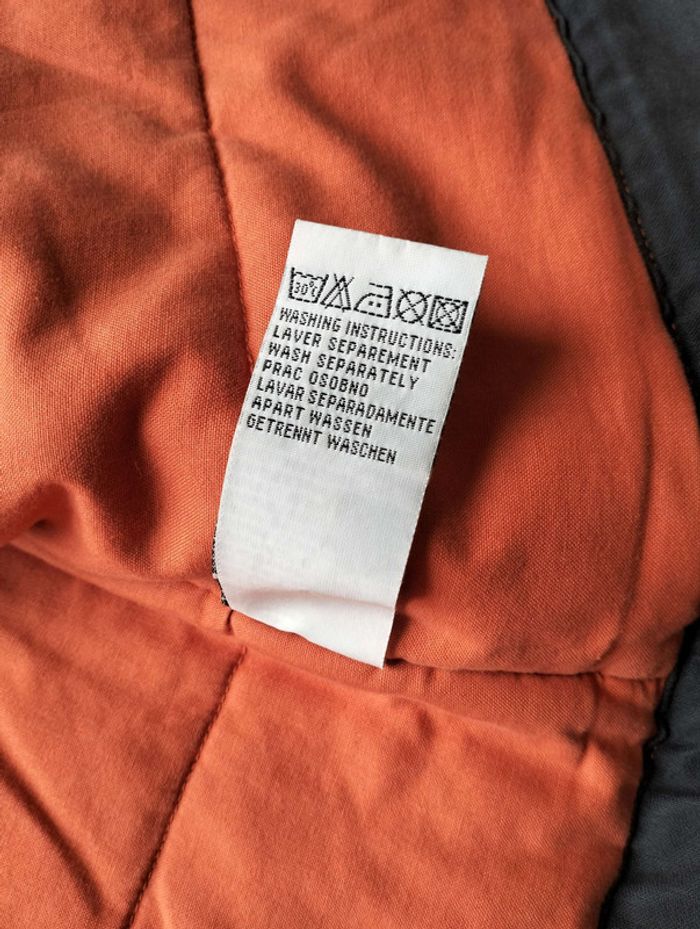 30°C
WASHING INSTRUCTIONS:
LAVER SEPAREMENT
WASH SEPARATELY
PRAC OSOBNO
LAVAR SEPARADAMENTE
APART WASSEN
GETRENNT WASCHEN